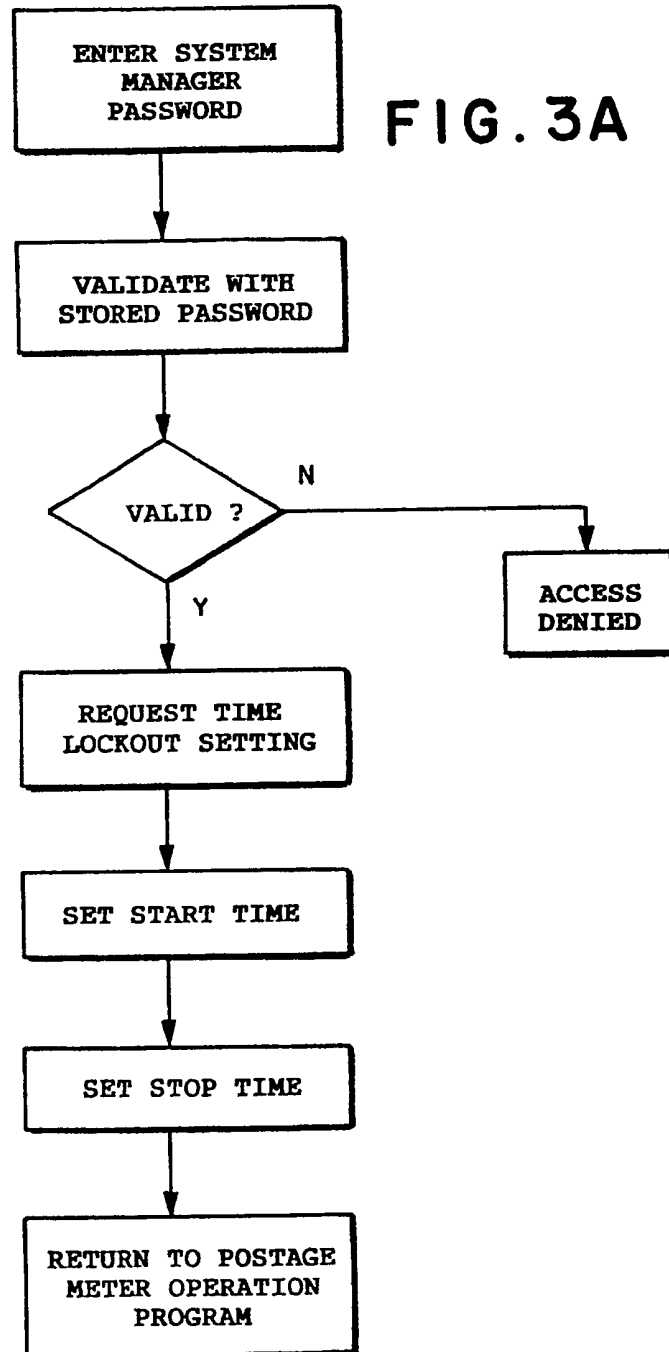 ENTER SYSTEM
MANAGER
PASSWORD
FIG. 3A
VALIDATE WITH
STORED PASSWORD
VALID ?
N
Y
ACCESS
DENIED
REQUEST TIME
LOCKOUT SETTING
SET START TIME
SET STOP TIME
RETURN TO POSTAGE
METER OPERATION
PROGRAM